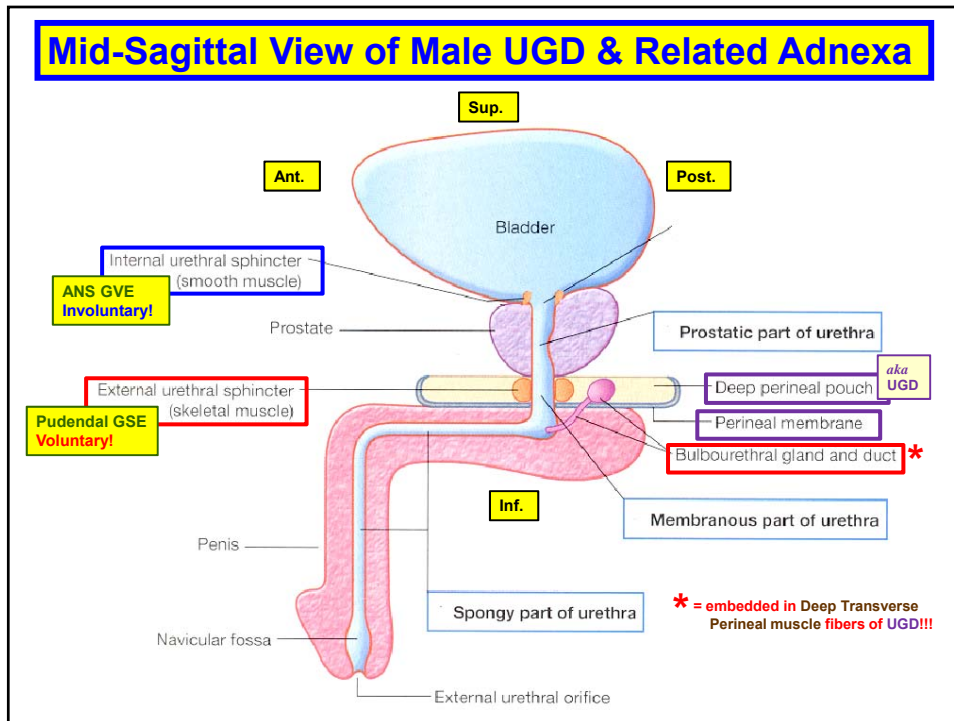 Mid-Sagittal View of Male UGD & Related Adnexa
Sup.
Ant.
Post.
Bladder
Internal urethral sphincter
(smooth muscle)
ANS GVE
Involuntary!
Prostate
Prostatic part of urethra
External urethral sphincter
(skeletal muscle)
Pudendal GSE
Voluntary!
Deep perineal pouch
aka
UGD
Perineal membrane
Bulbourethral gland and duct *
Inf.
Membranous part of urethra
Penis
Spongy part of urethra
* = embedded in Deep Transverse
Perineal muscle fibers of UGD!!!
Navicular fossa
External urethral orifice